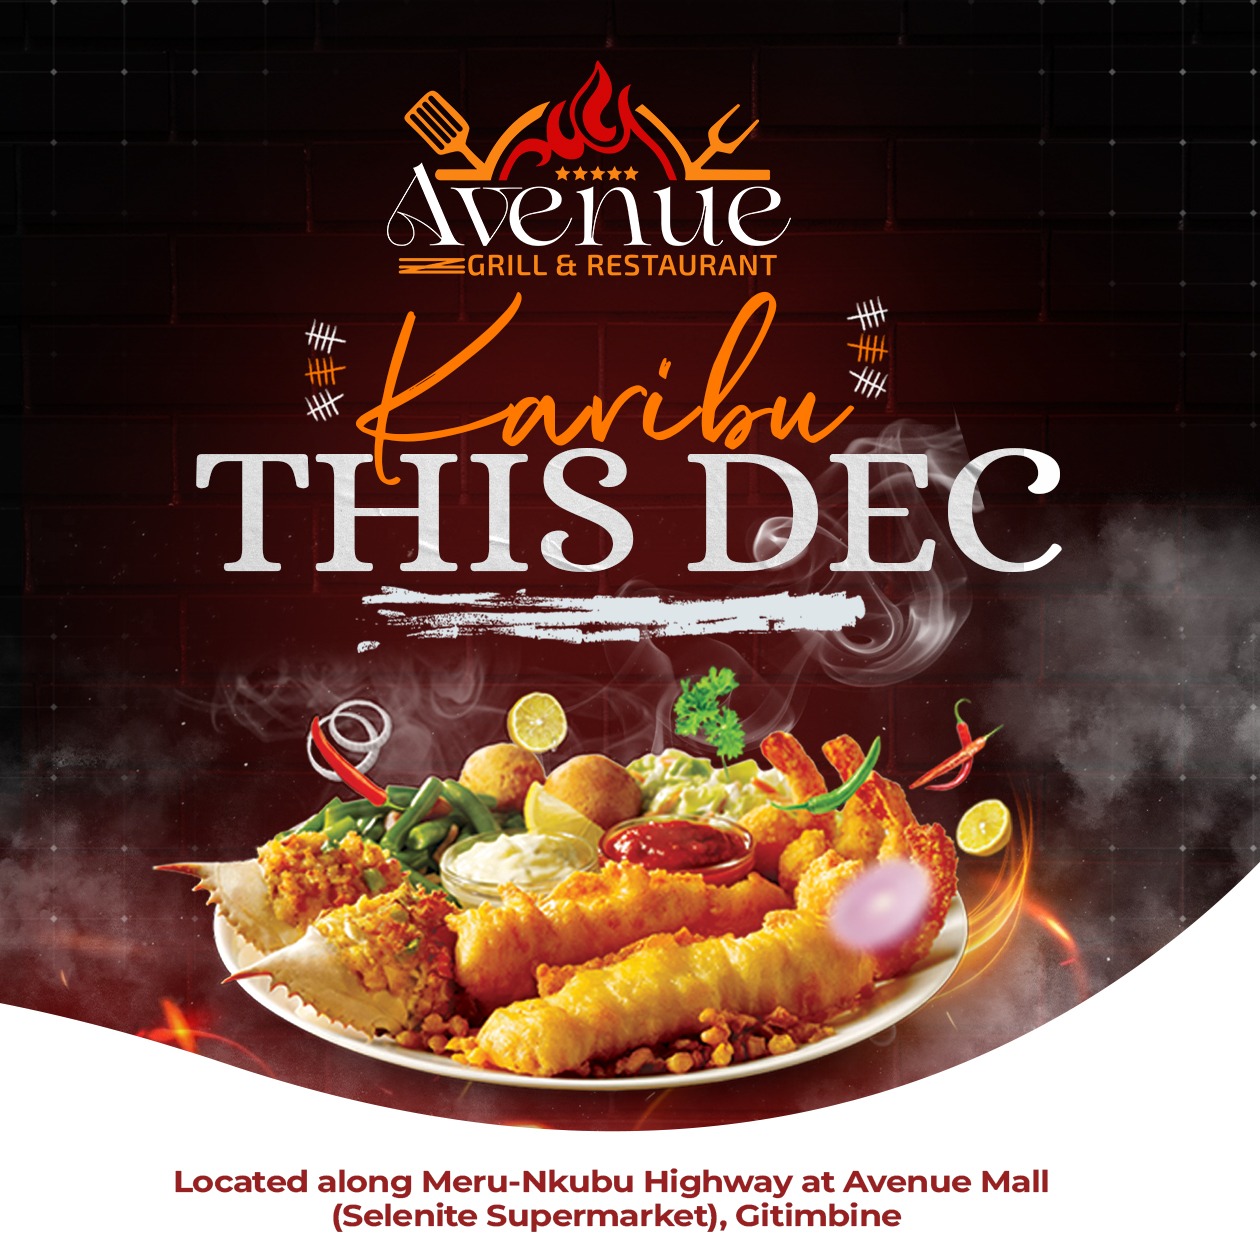 Avenue
GRILL & RESTAURANT
Karibu
THIS DEC
Located along Meru-Nkubu Highway at Avenue Mall
(Selenite Supermarket), Gitimbine